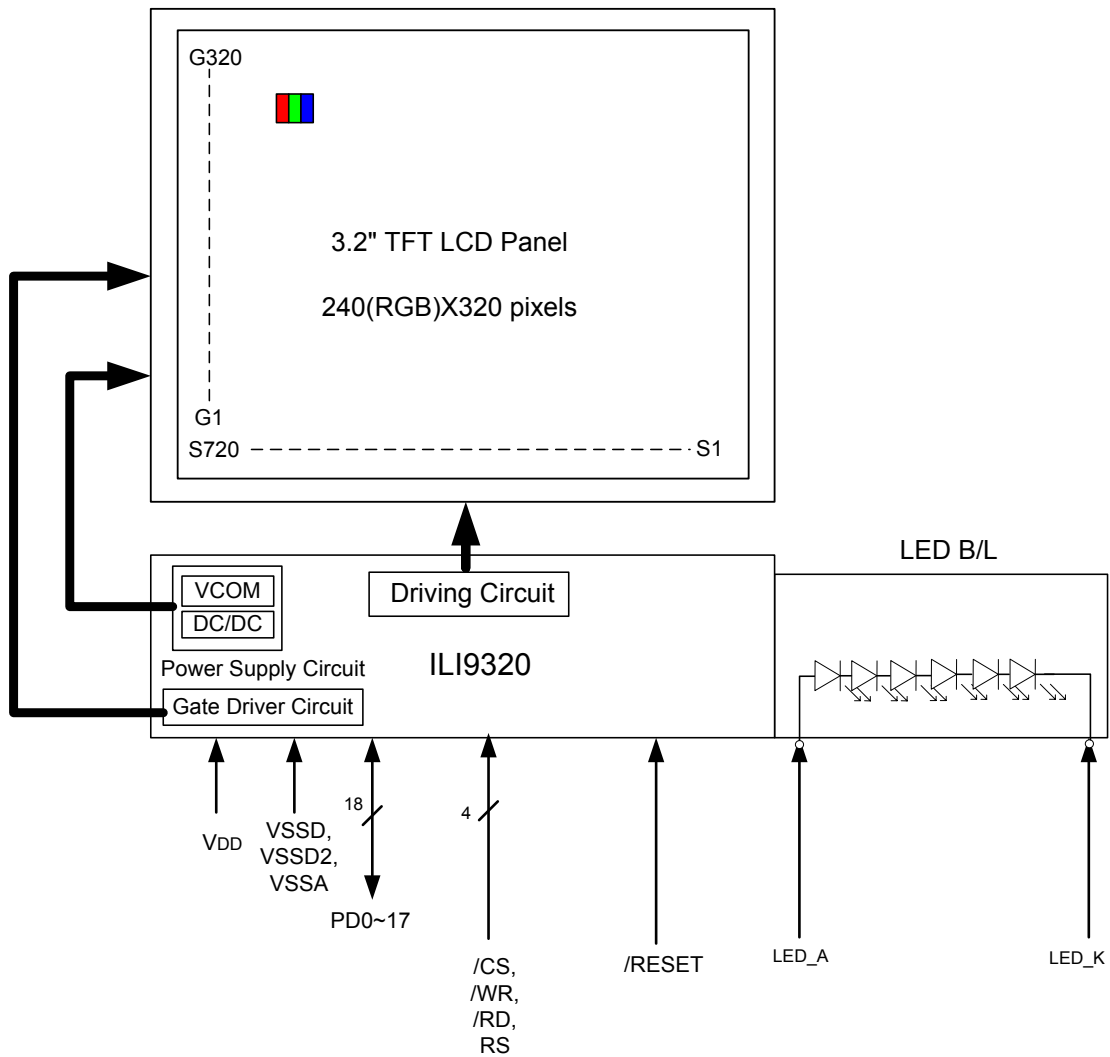 G320
3.2" TFT LCD Panel
240(RGB)X320 pixels
G1
S720
S1
LED B/L
VCOM
DC/DC
Driving Circuit
Power Supply Circuit
ILI9320
Gate Driver Circuit
18
4
VDD
VSSD,
VSSD2,
VSSA
PD0~17
/CS,
/WR,
/RD,
RS
/RESET
LED_A
LED_K